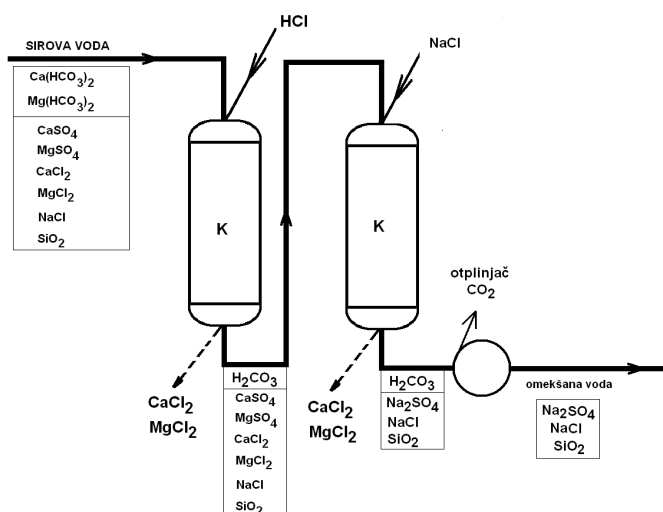 HCl
SIROVA VODA
NaCl
Ca(HCO₃)₂
Mg(HCO₃)₂
CaSO₄
MgSO₄
CaCl₂
MgCl₂
NaCl
SiO₂
K
K
otplinjač
CO₂
CaCl₂
MgCl₂
H₂CO₃
CaSO₄
MgSO₄
CaCl₂
MgCl₂
NaCl
SiO₂
CaCl₂
MgCl₂
H₂CO₃
Na₂SO₄
NaCl
SiO₂
omekšana voda
Na₂SO₄
NaCl
SiO₂